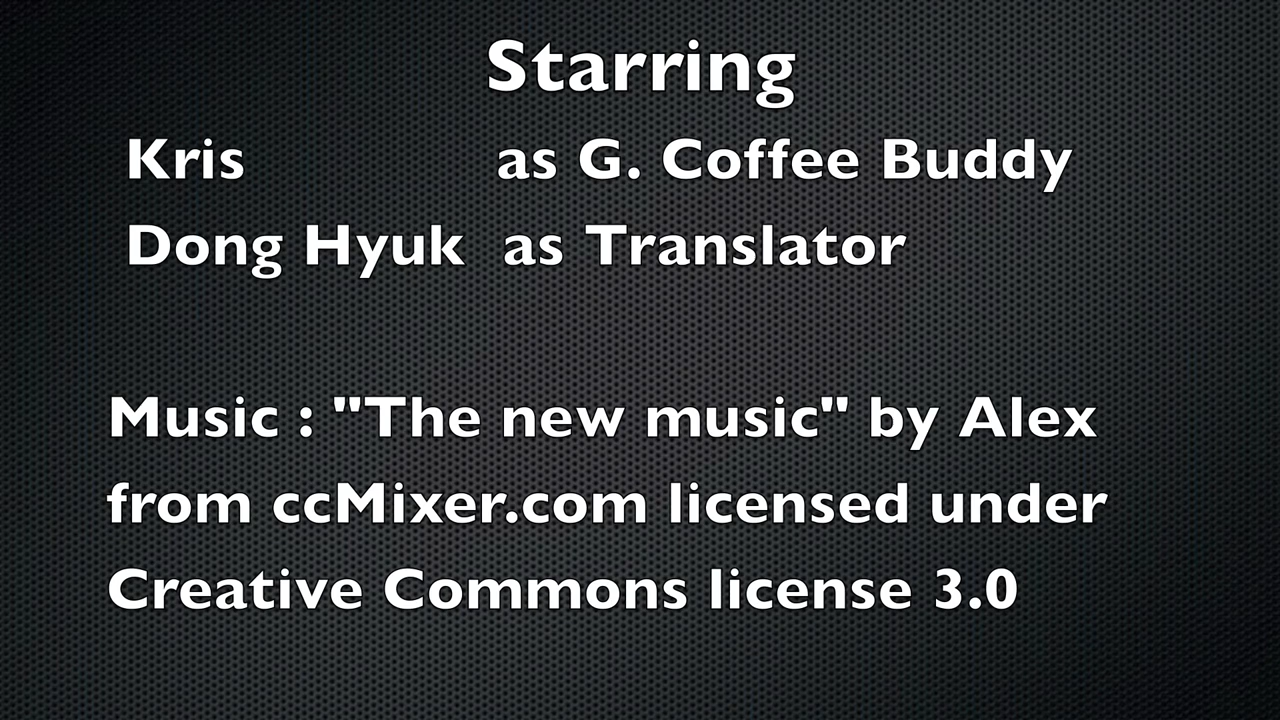 Starring
Kris as G. Coffee Buddy
Dong Hyuk as Translator
Music : "The new music" by Alex
from ccMixer.com licensed under
Creative Commons license 3.0